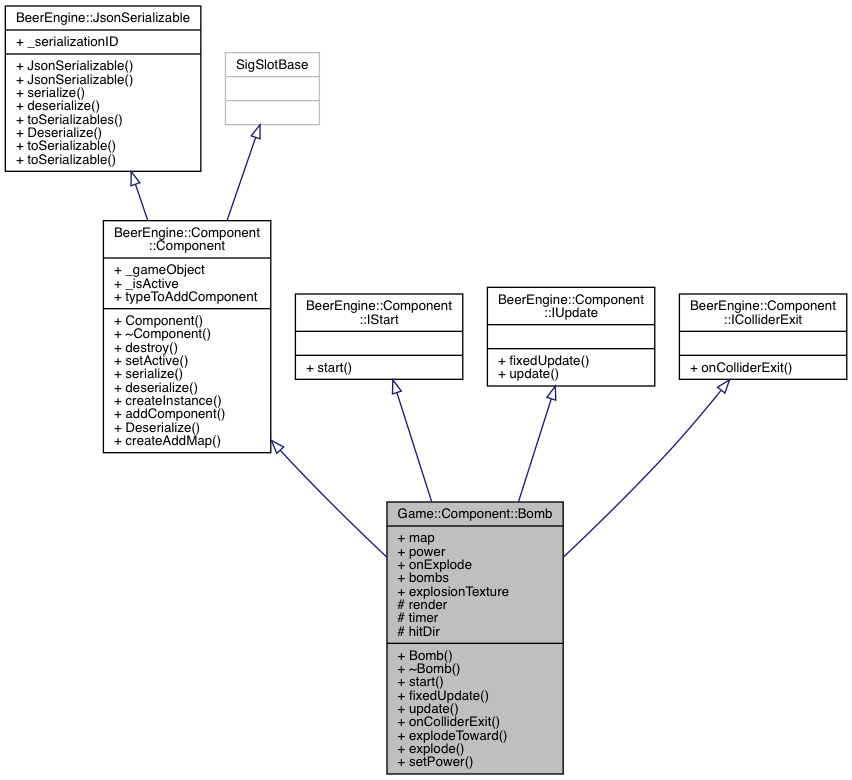 BeerEngine::JsonSerializable
+ _serializationID
+ JsonSerializable()
+ JsonSerializable()
+ serialize()
+ deserialize()
+ toSerializables()
+ Deserialize()
+ toSerializable()
+ toSerializable()
SigSlotBase
BeerEngine::Component
::Component
+ _gameObject
+ _isActive
+ typeToAddComponent
+ Component()
+ ~Component()
+ destroy()
+ setActive()
+ serialize()
+ deserialize()
+ createInstance()
+ addComponent()
+ Deserialize()
+ createAddMap()
BeerEngine::Component
::IStart
+ start()
BeerEngine::Component
::IUpdate
+ fixedUpdate()
+ update()
BeerEngine::Component
::IColliderExit
+ onColliderExit()
Game::Component::Bomb
+ map
+ power
+ onExplode
+ bombs
+ explosionTexture
# render
# timer
# hitDir
+ Bomb()
+ ~Bomb()
+ start()
+ fixedUpdate()
+ update()
+ onColliderExit()
+ explodeToward()
+ explode()
+ setPower()